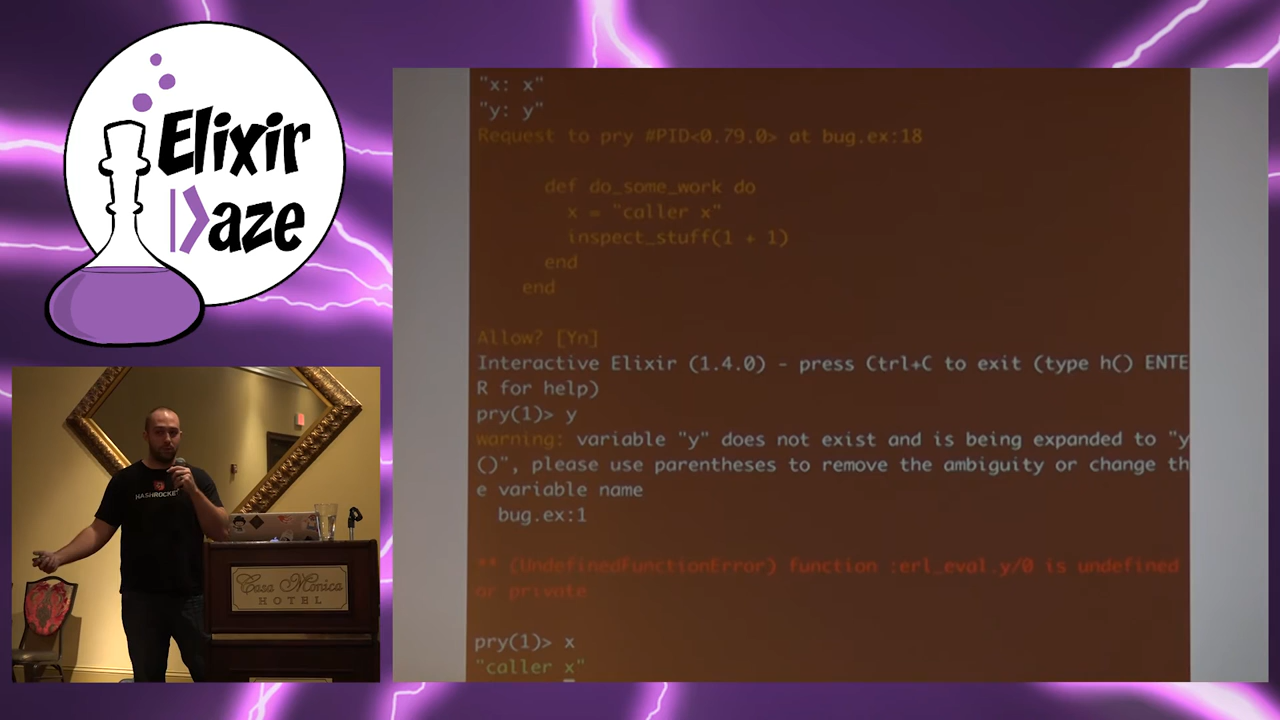 Elixir
Daze
HASHROCKET
Casa Monica
HOTEL
"x: x"
"y: y"
Request to pry #PID<0.79.0> at bug.ex:18
def do_some_work do
x = "caller x"
inspect_stuff(1 + 1)
end
end
Allow? [Yn]
Interactive Elixir (1.4.0) - press Ctrl+C to exit (type h() ENTE
R for help)
pry(1)> y
warning: variable "y" does not exist and is being expanded to "y
()", please use parentheses to remove the ambiguity or change th
e variable name
bug.ex:1
** (UndefinedFunctionError) function :erl_eval.y/0 is undefined
or private
pry(1)> x
"caller x"